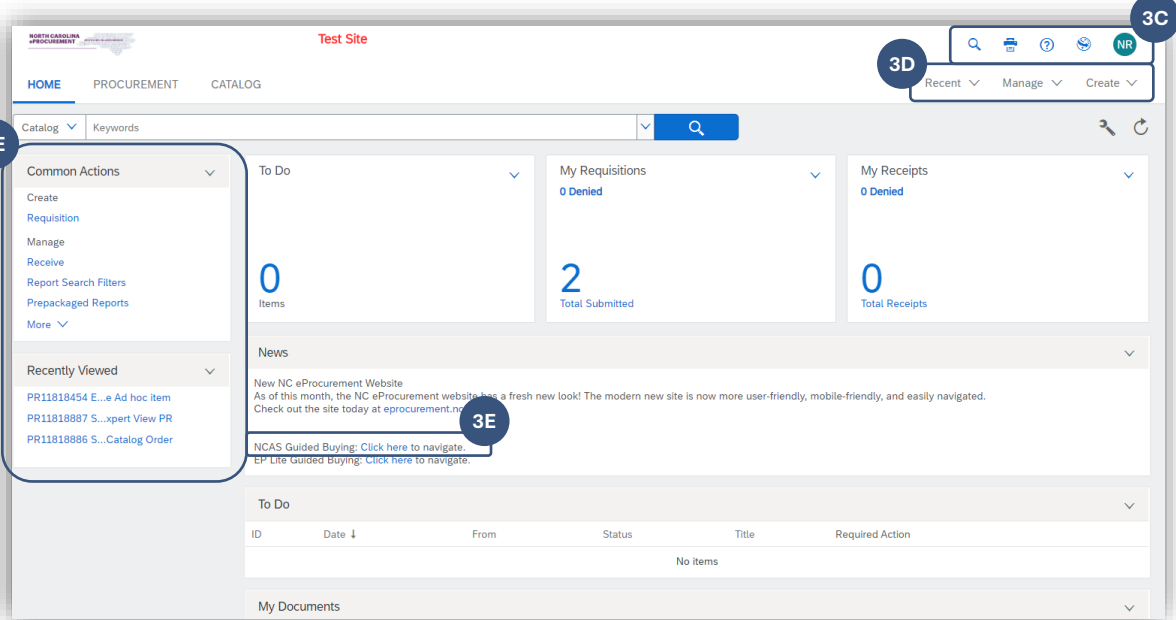 3C
NORTH CAROLINA
ePROCUREMENT
Test Site
NR
3D
HOME PROCUREMENT CATALOG
Recent Manage Create
Catalog Keywords
E
Common Actions
Create
Requisition
Manage
Receive
Report Search Filters
Prepackaged Reports
More
Recently Viewed
PR11818454 E...e Ad hoc item
PR11818887 S...xpert View PR
PR11818886 S...Catalog Order
To Do
0
Items
My Requisitions
0 Denied
2
Total Submitted
My Receipts
0 Denied
0
Total Receipts
News
New NC eProcurement Website
As of this month, the NC eProcurement website has a fresh new look! The modern new site is now more user-friendly, mobile-friendly, and easily navigated.
Check out the site today at eprocurement.nc
3E
NCAS Guided Buying: Click here to navigate.
EP Lite Guided Buying: Click here to navigate.
To Do
ID Date ↓ From Status Title Required Action
No items
My Documents